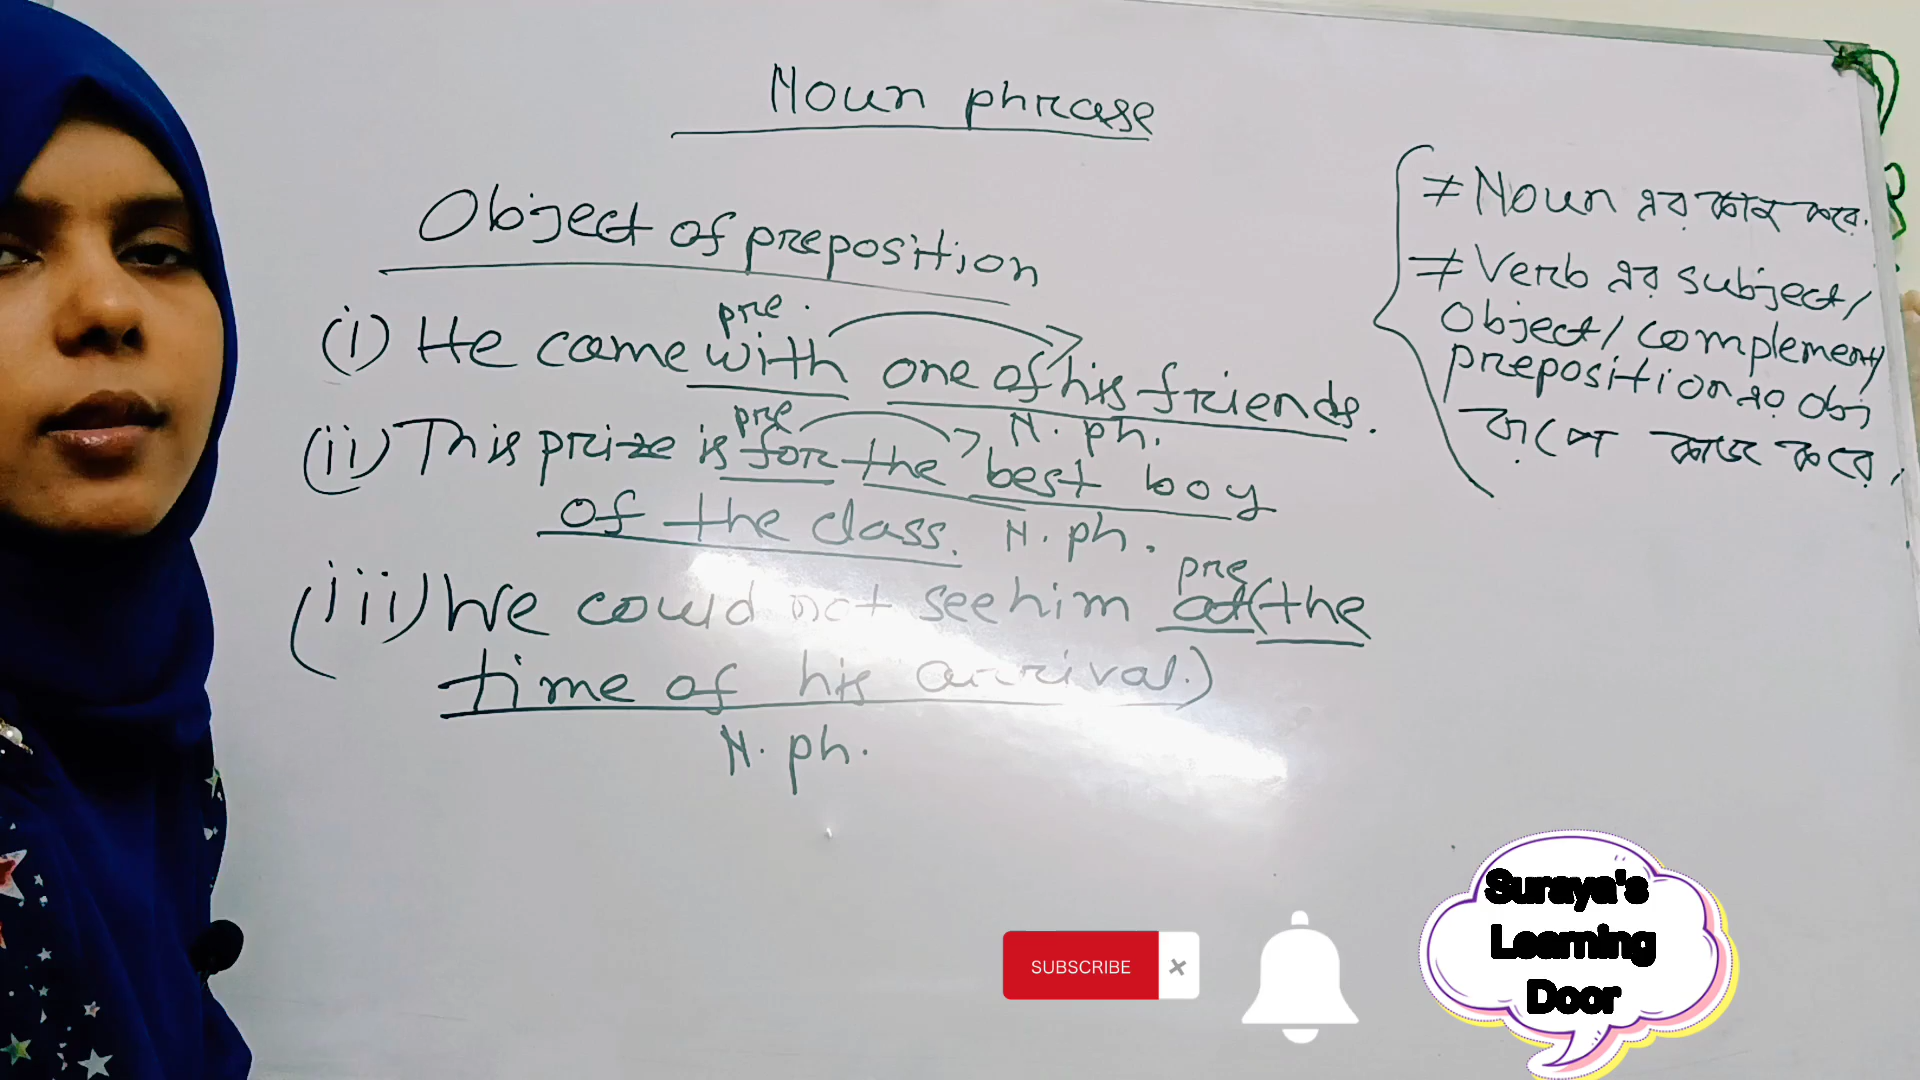 Noun phrase
Object of preposition
pre.
(i) He came with one of his friends.
N. ph.
pre
(ii) This prize is for the best boy
of the class. N. ph.
pre
(iii) We could not see him at (the
time of his arrival.)
N. ph.
≠ Noun এর কাজ করে.
≠ Verb এর subject/
object/complement/
preposition এর obj
রূপে কাজ করে,
SUBSCRIBE
Suraya's
Learning
Door